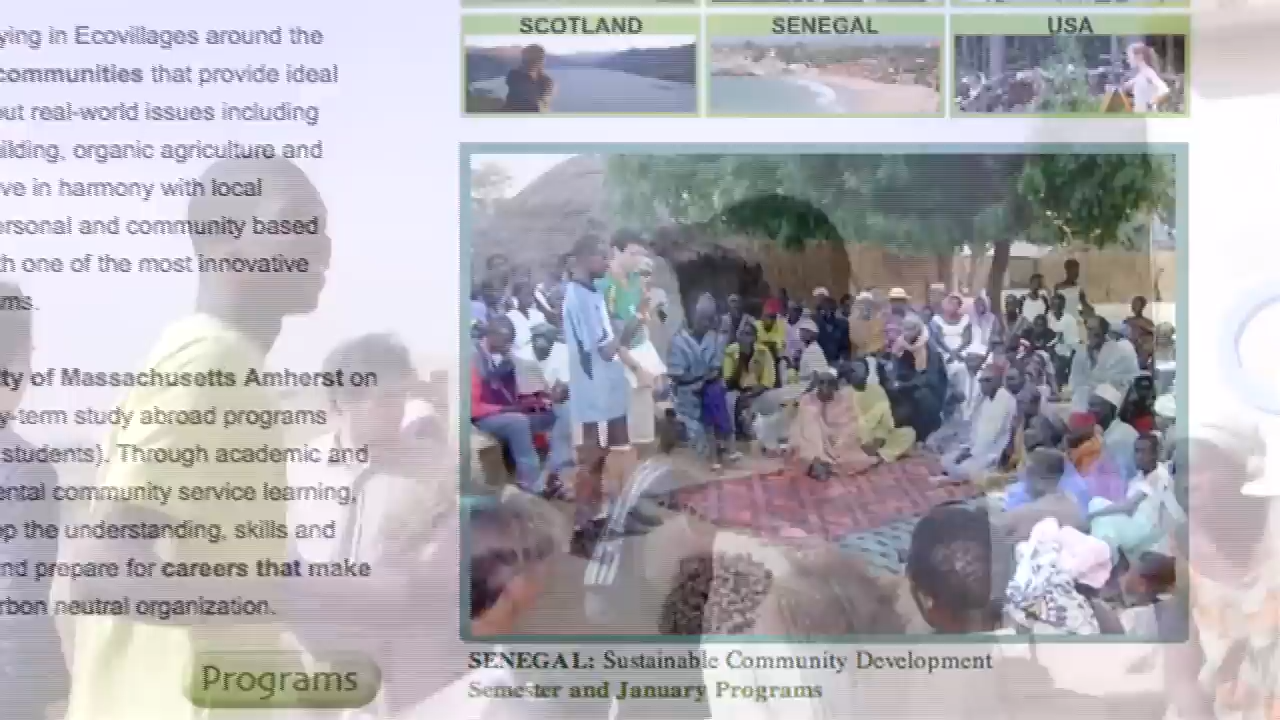 SCOTLAND
SENEGAL
USA
ying in Ecovillages around the
communities that provide ideal
out real-world issues including
ilding, organic agriculture and
ve in harmony with local
ersonal and community based
th one of the most innovative
ms.
ty of Massachusetts Amherst on
y-term study abroad programs
students). Through academic and
ental community service learning,
op the understanding, skills and
nd prepare for careers that make
rbon neutral organization.
Programs
SENEGAL: Sustainable Community Development
Semester and January Programs